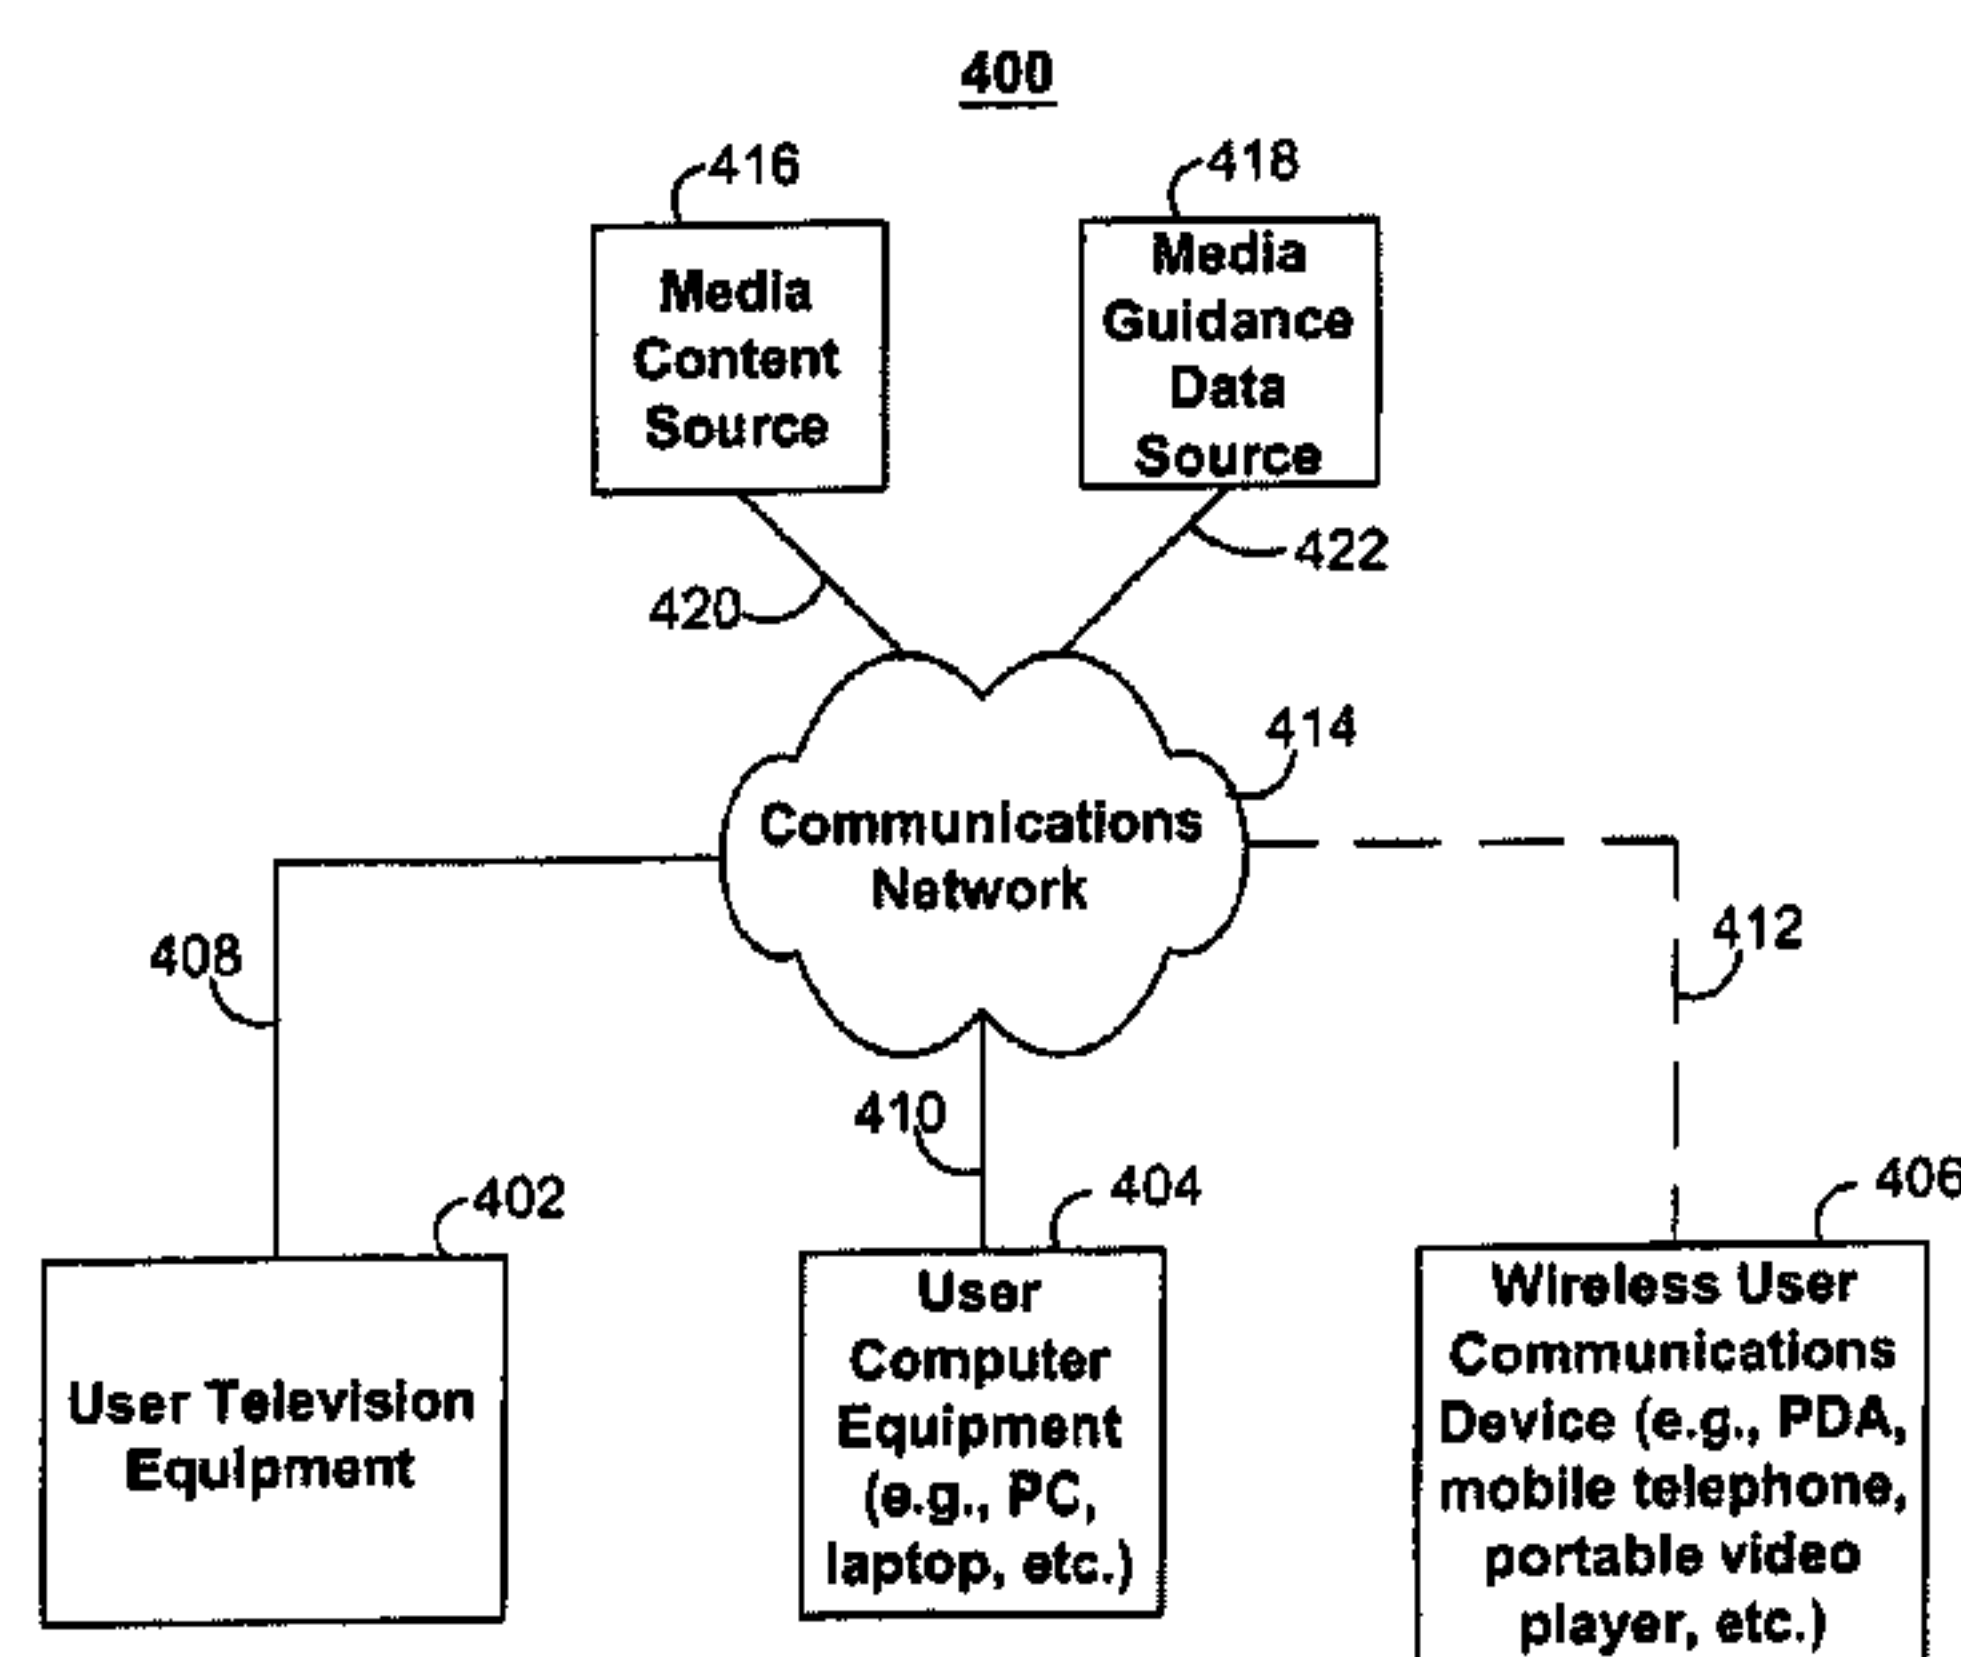 400
416
418
Media
Content
Source
Media
Guidance
Data
Source
420
422
414
Communications
Network
408
412
410
402
404
406
User Television
Equipment
User
Computer
Equipment
(e.g., PC,
laptop, etc.)
Wireless User
Communications
Device (e.g., PDA,
mobile telephone,
portable video
player, etc.)